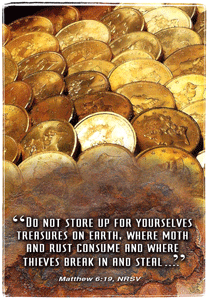 “DO NOT STORE UP FOR YOURSELVES
TREASURES ON EARTH, WHERE MOTH
AND RUST CONSUME AND WHERE
THIEVES BREAK IN AND STEAL ...”
Matthew 6:19, NRSV